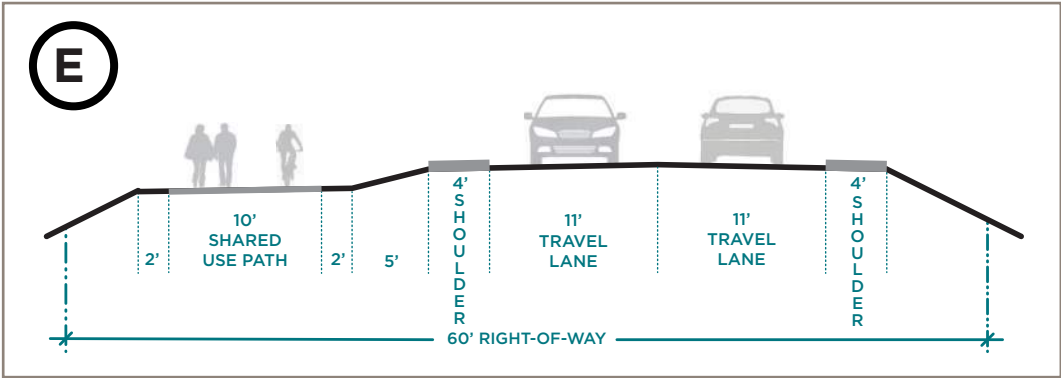 E
2’
10’
SHARED
USE PATH
2’
5’
4’
SHOULDER
11’
TRAVEL
LANE
11’
TRAVEL
LANE
4’
SHOULDER
60’ RIGHT-OF-WAY